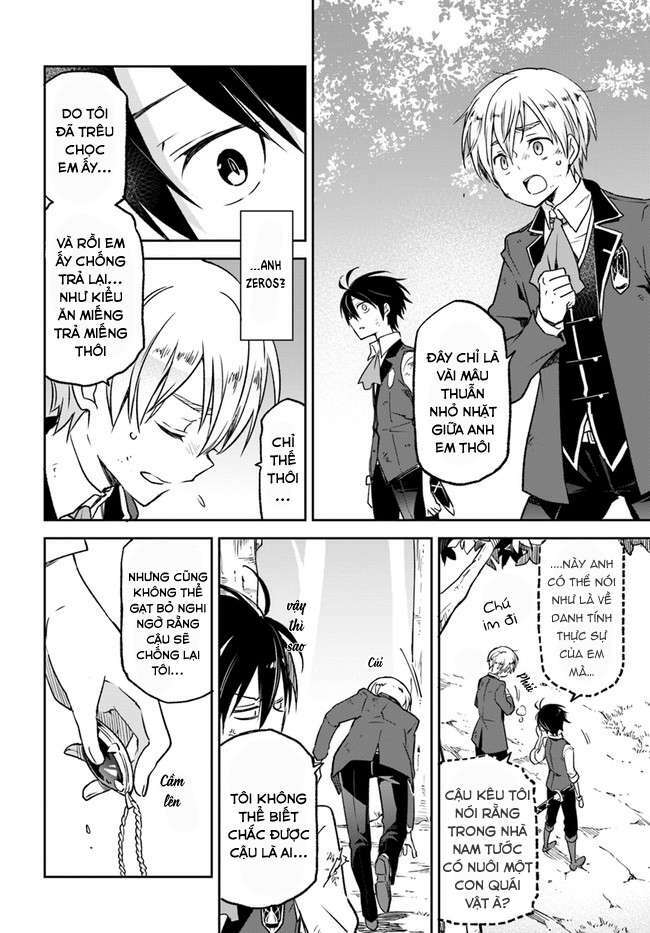 ĐÂY CHỈ LÀ
VÀI MÂU
THUẪN
NHỎ NHẶT
GIỮA ANH
EM THÔI
...ANH
ZEROS?
DO TÔI
ĐÃ TRÊU
CHỌC
EM ẤY...
VÀ RỒI EM
ẤY CHỐNG
TRẢ LẠI...
NHƯ KIỂU
ĂN MIẾNG
TRẢ MIẾNG
THÔI
CHỈ
THẾ
THÔI...
....NÀY ANH
CÓ THỂ NÓI
NHƯ LÀ VỀ
DANH TÍNH
THỰC SỰ
CỦA EM
MÀ...
Chú
im đi
Phủi
CẬU KÊU TÔI
NÓI RẰNG
TRONG NHÀ
NAM TƯỚC
CÓ NUÔI MỘT
CON QUÁI
VẬT À?
vậy
thì
sao
Cúi
TÔI KHÔNG
THỂ BIẾT
CHẮC ĐƯỢC
CẬU LÀ AI...
NHƯNG CŨNG
KHÔNG THỂ
GẠT BỎ NGHI
NGỜ RẰNG
CẬU SẼ
CHỐNG LẠI
TÔI...
Cầm
lên